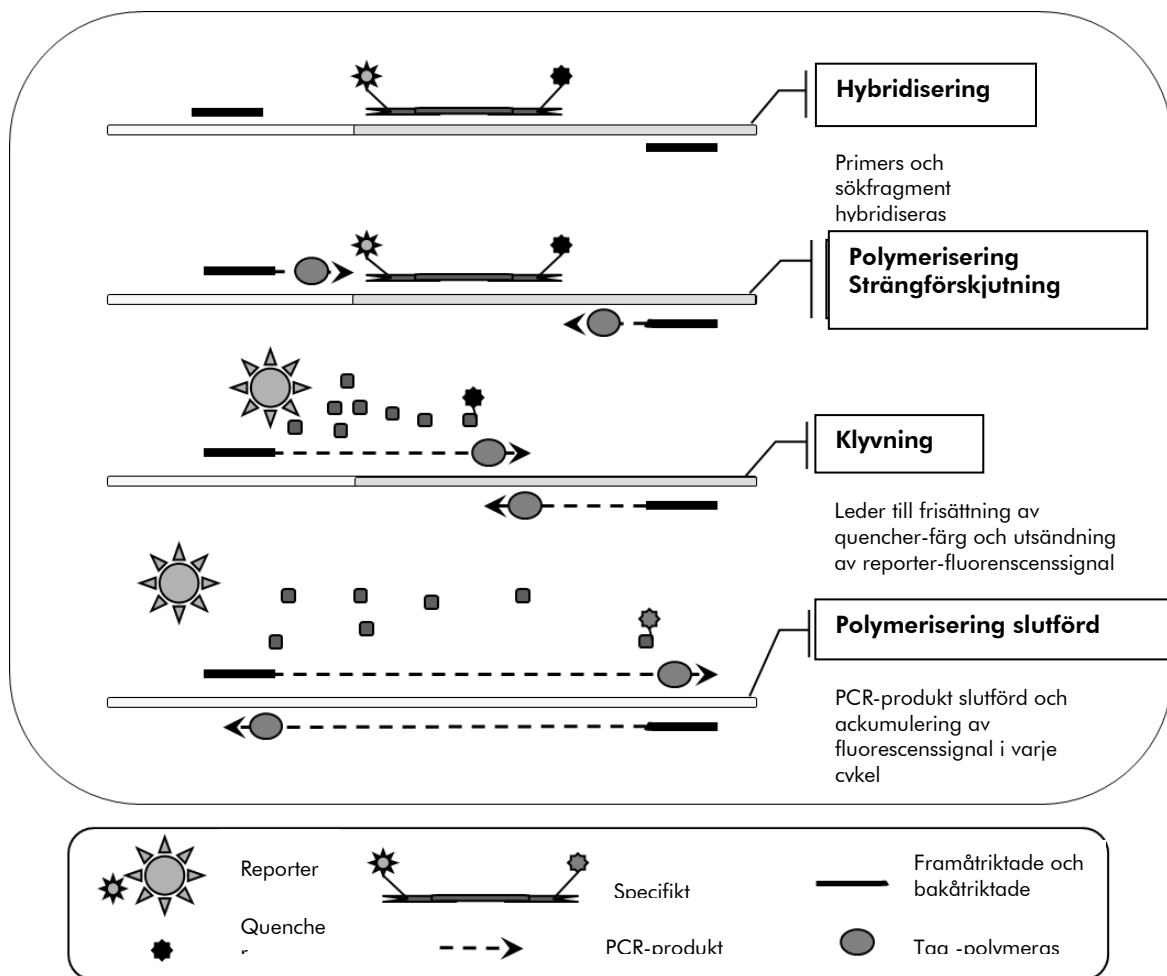 Hybridisering
Primers och
sökfragment
hybridiseras
Polymerisering
Strängförskjutning
Klyvning
Leder till frisättning av
quencher-färg och utsändning
av reporter-fluorenscenssignal
Polymerisering slutförd
PCR-produkt slutförd och
ackumulering av
fluorescenssignal i varje
cykel
Reporter
Specifikt
Framåtriktade och
bakåtriktade
Quenche
r
PCR-produkt
Taq -polymeras